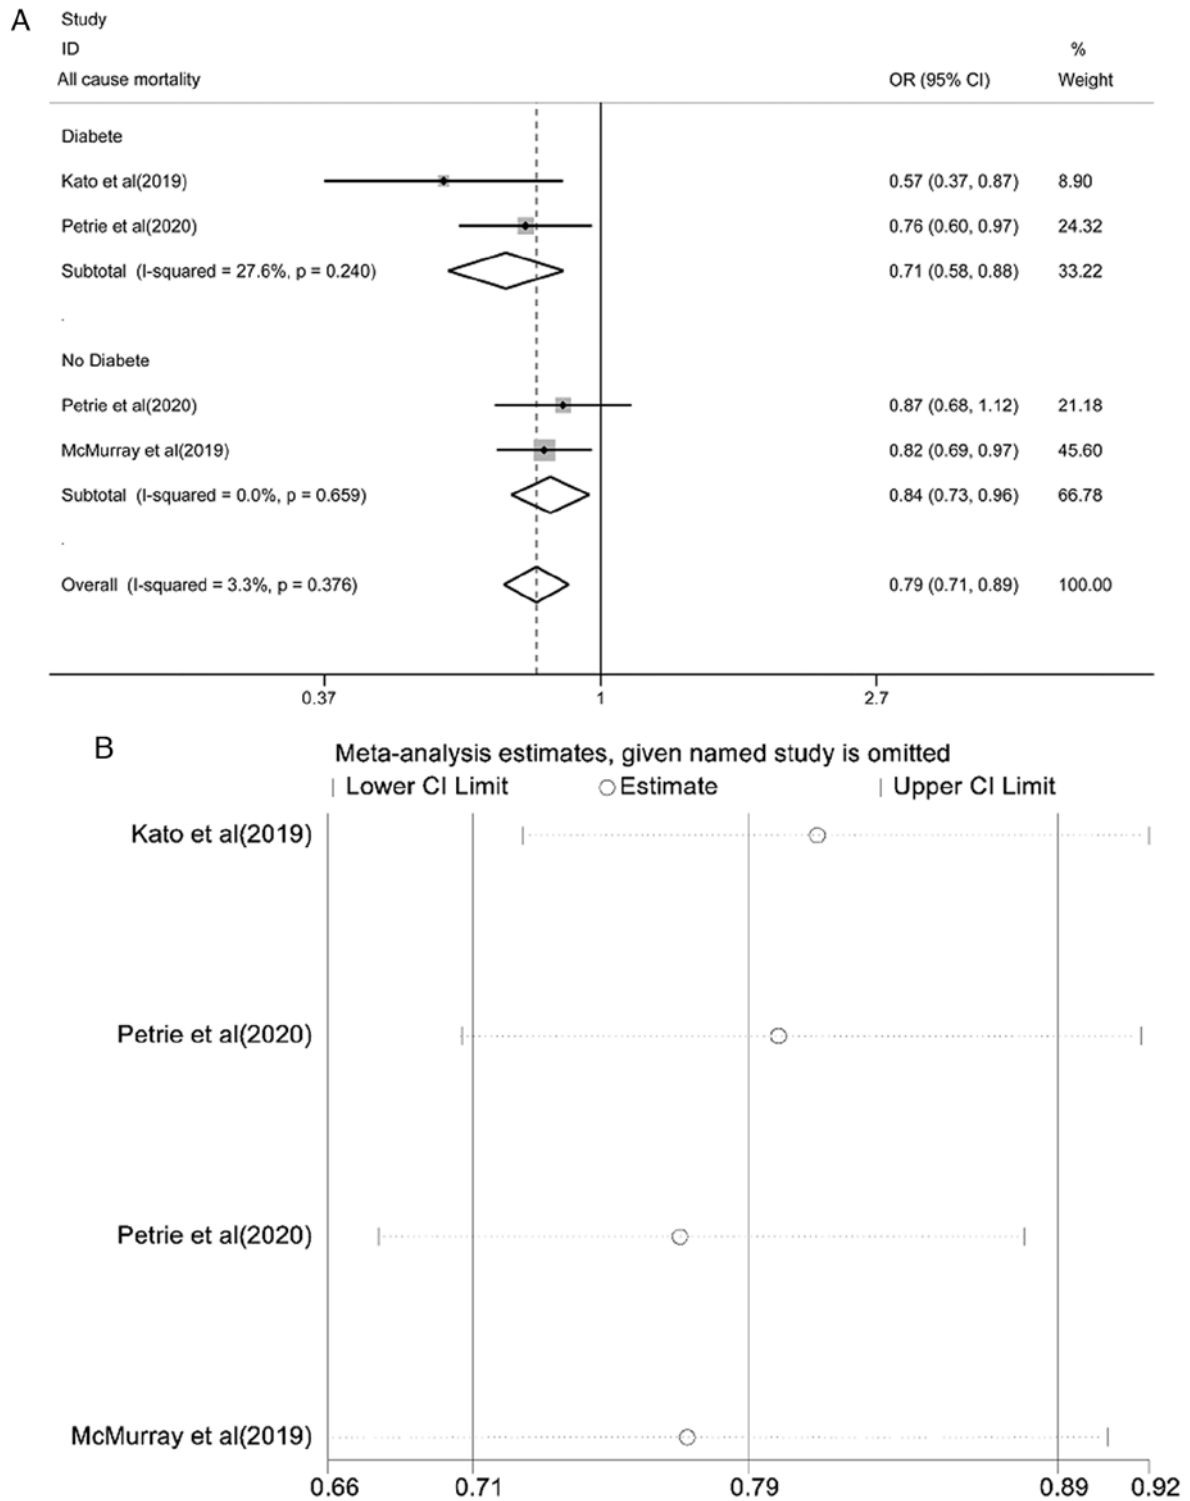 A
Study
ID %
All cause mortality OR (95% CI) Weight
Diabete
Kato et al(2019) 0.57 (0.37, 0.87) 8.90
Petrie et al(2020) 0.76 (0.60, 0.97) 24.32
Subtotal (I-squared = 27.6%, p = 0.240) 0.71 (0.58, 0.88) 33.22
.
No Diabete
Petrie et al(2020) 0.87 (0.68, 1.12) 21.18
McMurray et al(2019) 0.82 (0.69, 0.97) 45.60
Subtotal (I-squared = 0.0%, p = 0.659) 0.84 (0.73, 0.96) 66.78
.
Overall (I-squared = 3.3%, p = 0.376) 0.79 (0.71, 0.89) 100.00
0.37 1 2.7
B
Meta-analysis estimates, given named study is omitted
Lower CI Limit Estimate Upper CI Limit
Kato et al(2019)
Petrie et al(2020)
Petrie et al(2020)
McMurray et al(2019)
0.66 0.71 0.79 0.89 0.92